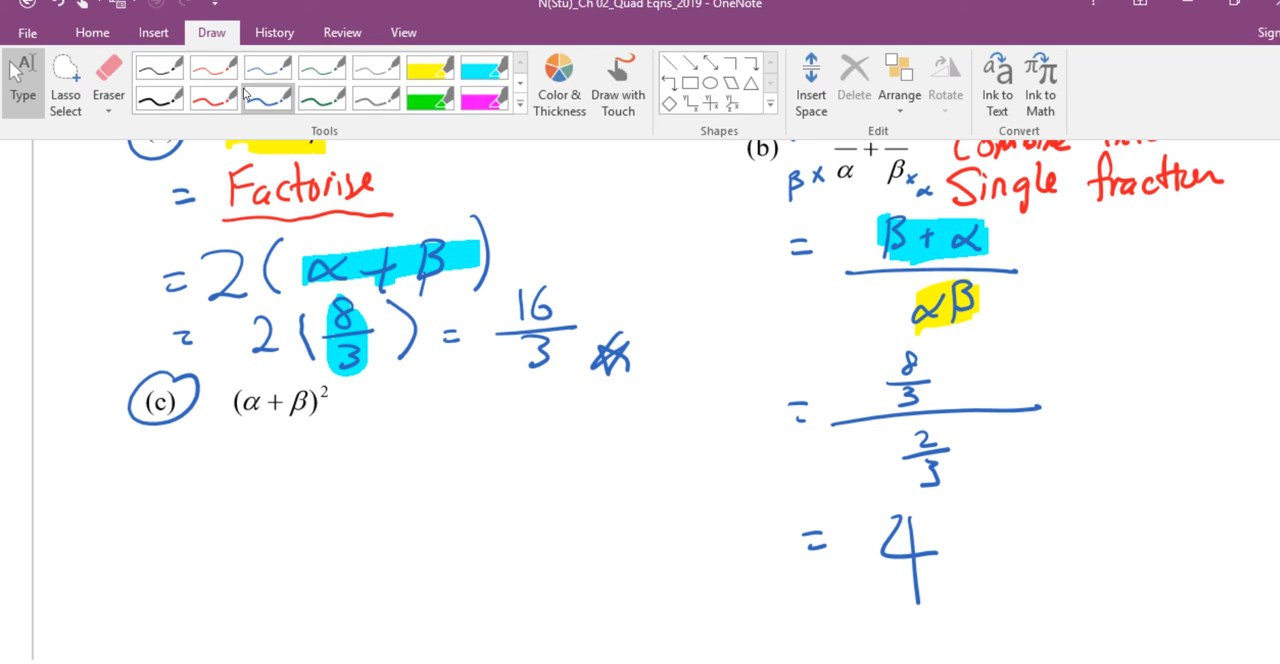 N(Stu)_Ch 02_Quad Eqns_2019 - OneNote
File Home Insert Draw History Review View
Type
Lasso Select
Eraser
Color & Thickness
Draw with Touch
Insert Space
Delete
Arrange
Rotate
Ink to Text
Ink to Math
Tools
Shapes
Edit
Convert
= Factorise
= 2(α + β)
= 2(8/3) = 16/3
(c) (α + β)²
(b)
β × α + β × α
Single fraction
= β + α / αβ
= 8/3 / 2/3
= 4